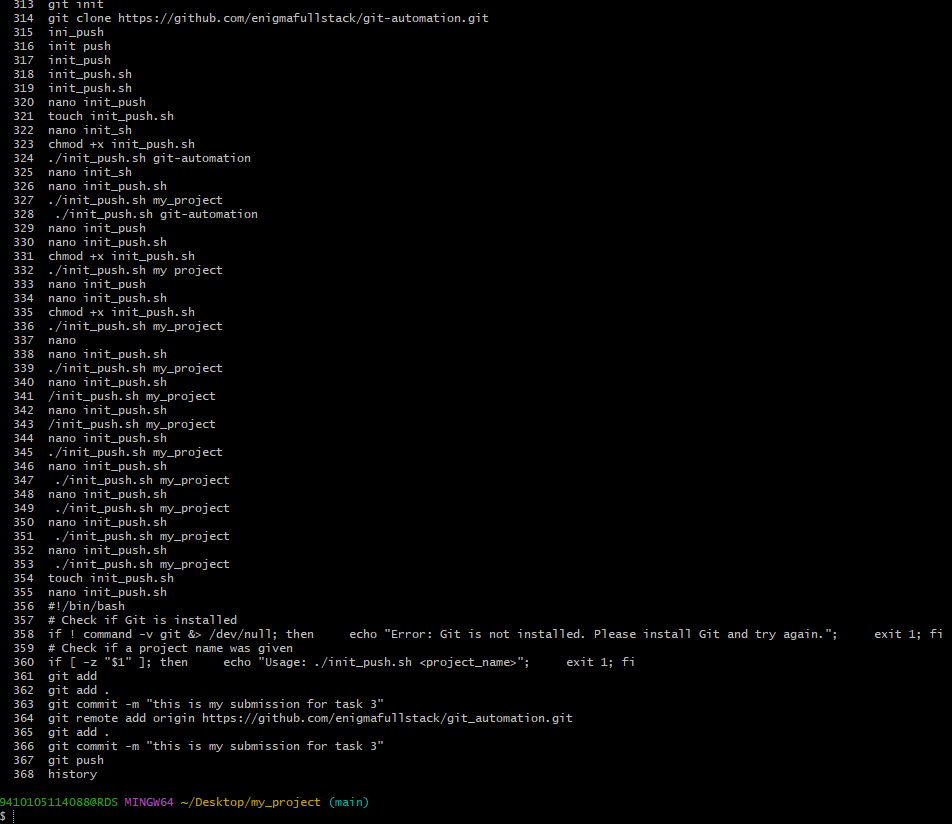 313  git init
314  git clone https://github.com/enigmafullstack/git-automation.git
315  ini_push
316  init push
317  init_push
318  init_push.sh
319  init_push.sh
320  nano init_push
321  touch init_push.sh
322  nano init_sh
323  chmod +x init_push.sh
324  ./init_push.sh git-automation
325  nano init_sh
326  nano init_push.sh
327  ./init_push.sh my_project
328   ./init_push.sh git-automation
329  nano init_push
330  nano init_push.sh
331  chmod +x init_push.sh
332  ./init_push.sh my project
333  nano init_push
334  nano init_push.sh
335  chmod +x init_push.sh
336  ./init_push.sh my_project
337  nano
338  nano init_push.sh
339  ./init_push.sh my_project
340  nano init_push.sh
341  /init_push.sh my_project
342  nano init_push.sh
343  /init_push.sh my_project
344  nano init_push.sh
345  ./init_push.sh my_project
346  nano init_push.sh
347   ./init_push.sh my_project
348  nano init_push.sh
349   ./init_push.sh my_project
350  nano init_push.sh
351   ./init_push.sh my_project
352  nano init_push.sh
353   ./init_push.sh my_project
354  touch init_push.sh
355  nano init_push.sh
356  #!/bin/bash
357  # Check if Git is installed
358  if ! command -v git &> /dev/null; then     echo "Error: Git is not installed. Please install Git and try again.";     exit 1; fi
359  # Check if a project name was given
360  if [ -z "$1" ]; then     echo "Usage: ./init_push.sh <project_name>";     exit 1; fi
361  git add
362  git add .
363  git commit -m "this is my submission for task 3"
364  git remote add origin https://github.com/enigmafullstack/git_automation.git
365  git add .
366  git commit -m "this is my submission for task 3"
367  git push
368  history
9410105114088@RDS MINGW64 ~/Desktop/my_project (main)
$